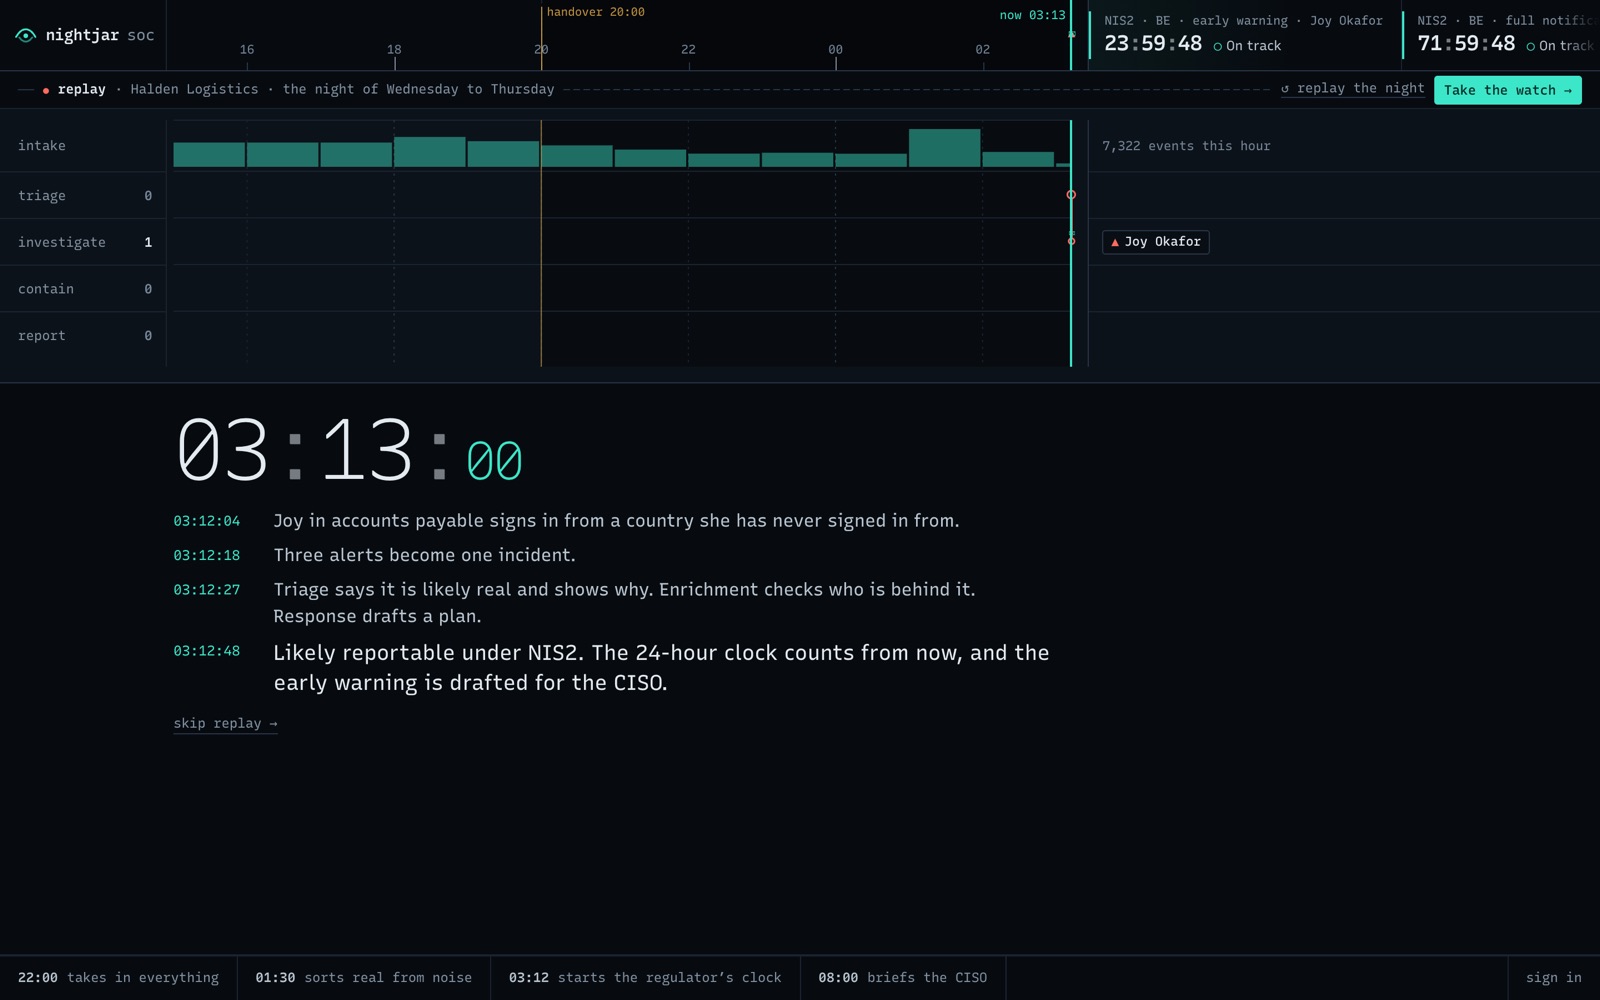 nightjar soc
handover 20:00
now 03:13
16 18 20 22 00 02
NIS2 · BE · early warning · Joy Okafor
23:59:48 On track
NIS2 · BE · full
71:59:48 On track
replay · Halden Logistics · the night of Wednesday to Thursday
↺ replay the night
Take the watch →
intake
7,322 events this hour
triage 0
investigate 1
▲ Joy Okafor
contain 0
report 0
03:13:00
03:12:04 Joy in accounts payable signs in from a country she has never signed in from.
03:12:18 Three alerts become one incident.
03:12:27 Triage says it is likely real and shows why. Enrichment checks who is behind it.
Response drafts a plan.
03:12:48 Likely reportable under NIS2. The 24-hour clock counts from now, and the
early warning is drafted for the CISO.
skip replay →
22:00 takes in everything
01:30 sorts real from noise
03:12 starts the regulator’s clock
08:00 briefs the CISO
sign in